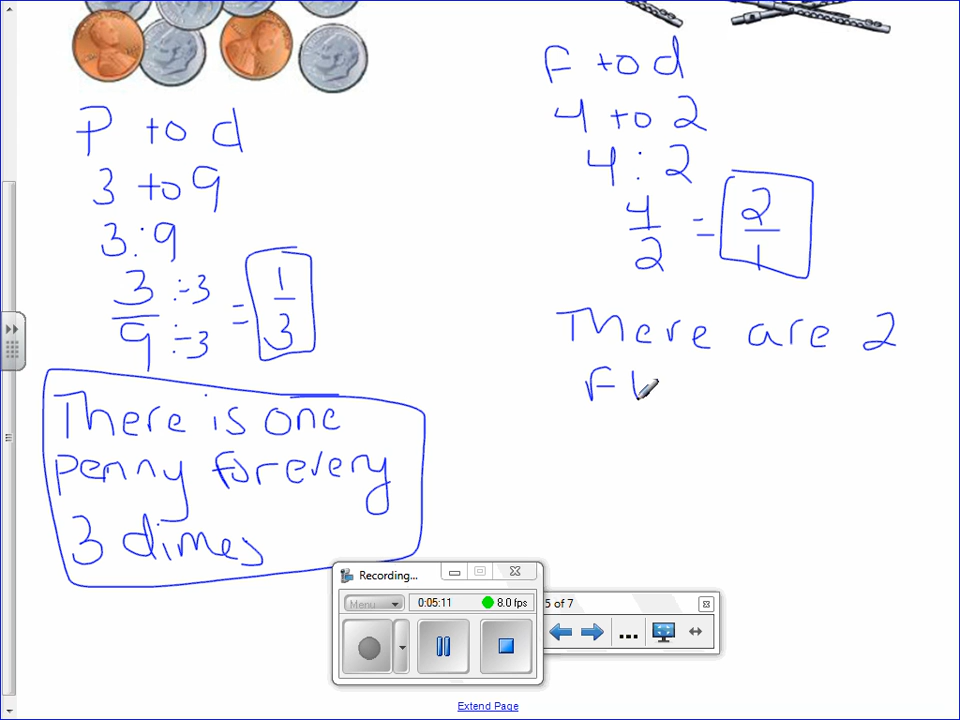 P to d
3 to 9
3:9
3 ÷3
9 ÷3
= 1
3
There is one
penny for every
3 dimes
F to d
4 to 2
4:2
4
2
= 2
1
There are 2
Fl
Recording...
Menu
0:05:11
8.0 fps
5 of 7
...
Extend Page